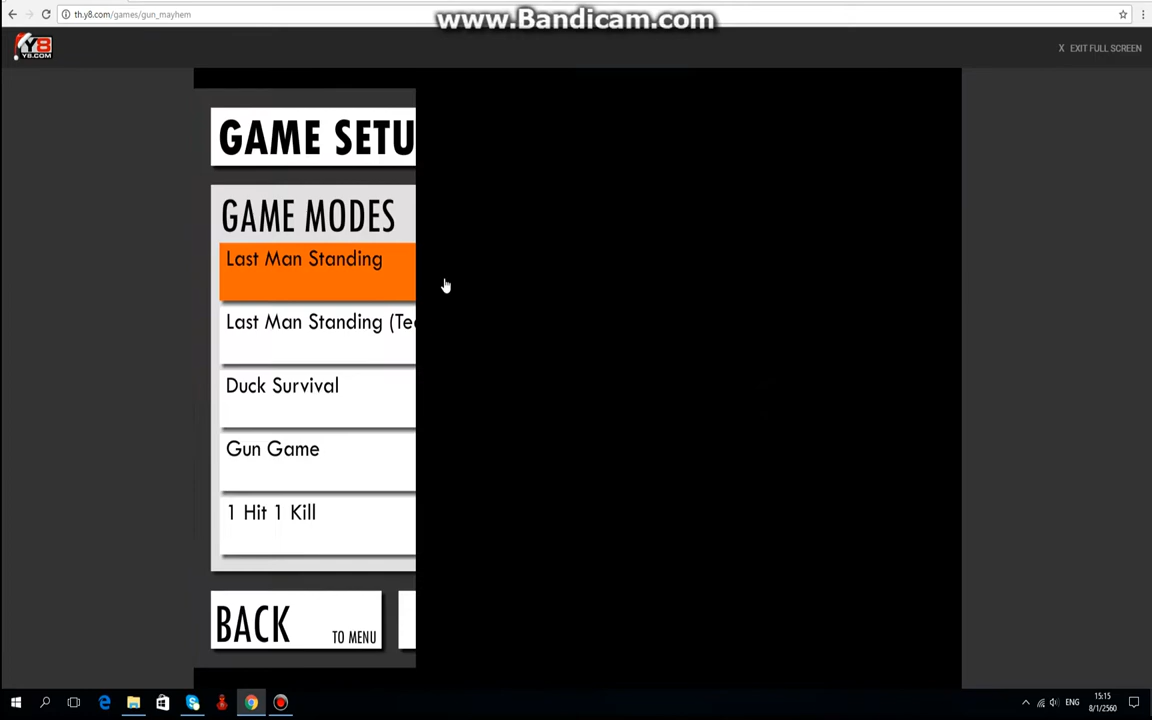 th.y8.com/games/gun_mayhem
www.Bandicam.com
Y8
Y8.COM
X EXIT FULL SCREEN
GAME SETU
GAME MODES
Last Man Standing
Last Man Standing (Tea
Duck Survival
Gun Game
1 Hit 1 Kill
BACK
TO MENU
ENG
15:15
8/1/2560